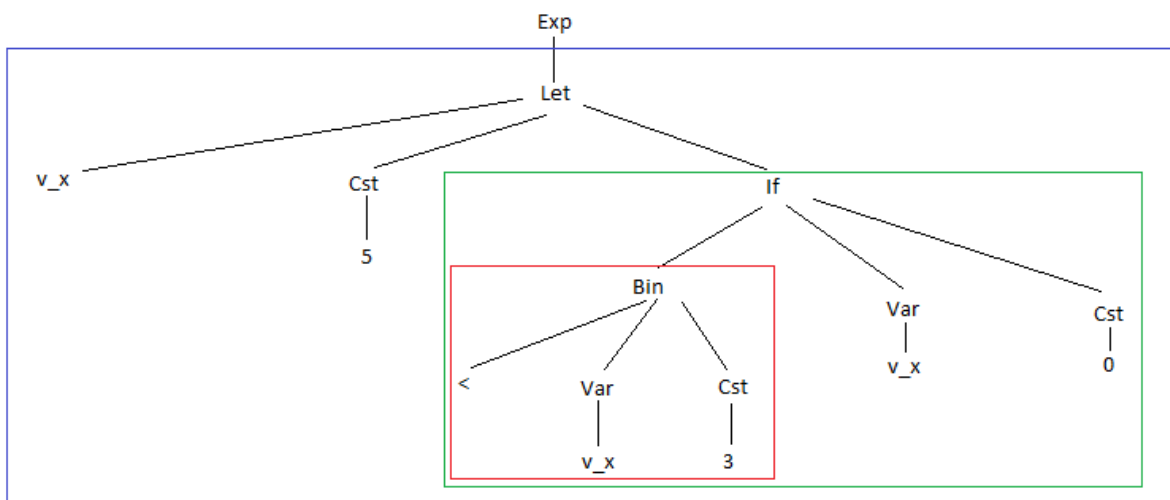 Exp
Let
v_x Cst If
5
Bin Var Cst
< Var Cst v_x 0
v_x 3